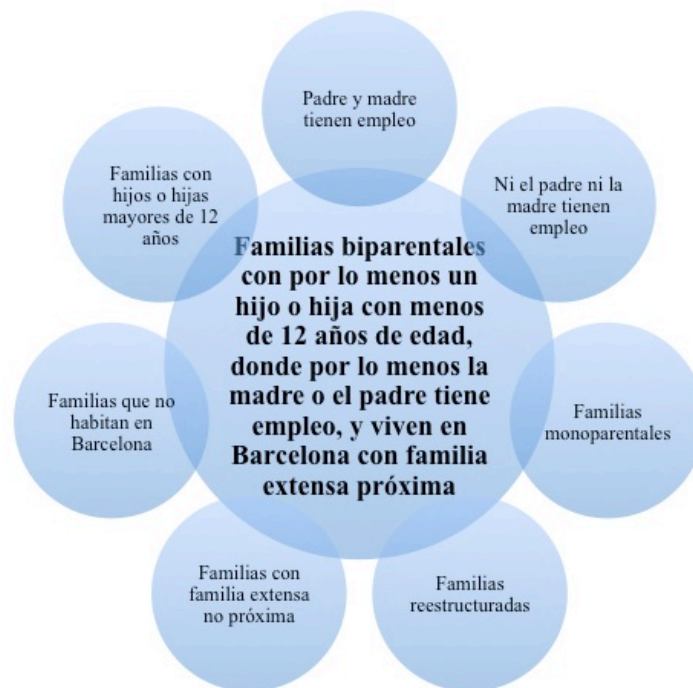 Padre y madre
tienen empleo
Familias con
hijos o hijas
mayores de 12
años
Ni el padre ni la
madre tienen
empleo
Familias biparentales
con por lo menos un
hijo o hija con menos
de 12 años de edad,
donde por lo menos la
madre o el padre tiene
empleo, y viven en
Barcelona con familia
extensa próxima
Familias que no
habitan en
Barcelona
Familias
monoparentales
Familias con
familia extensa
no próxima
Familias
reestructuradas